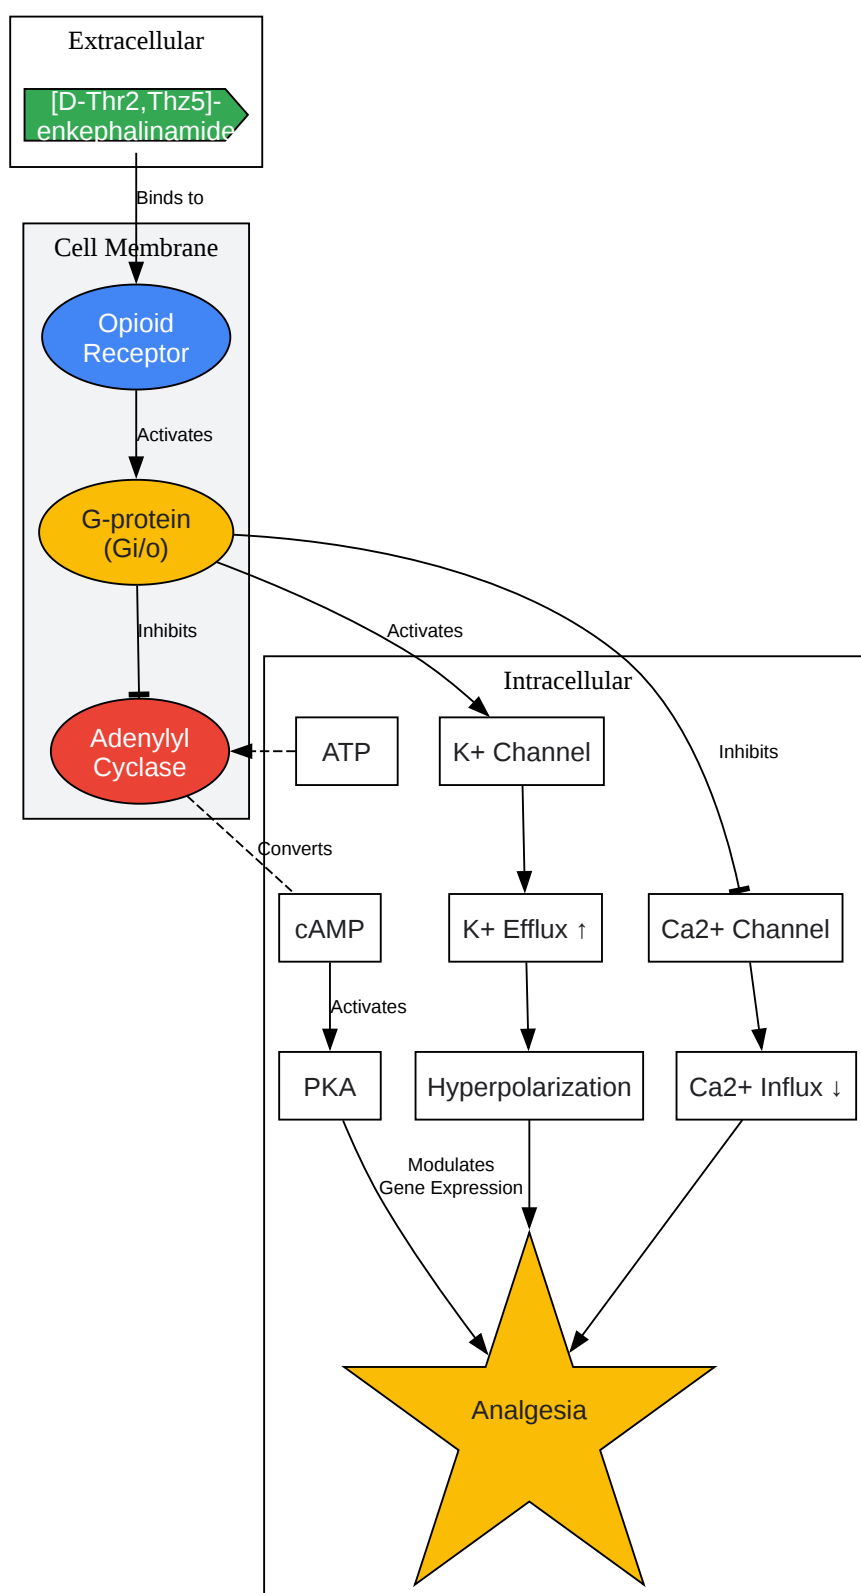 Extracellular
[D-Thr2,Thz5]-
enkephalinamide
Binds to
Cell Membrane
Opioid
Receptor
Activates
G-protein
(Gi/o)
Inhibits
Activates
Intracellular
Adenylyl
Cyclase
ATP
K+ Channel
Inhibits
Converts
cAMP
K+ Efflux ↑
Ca2+ Channel
Activates
PKA
Hyperpolarization
Ca2+ Influx ↓
Modulates
Gene Expression
Analgesia